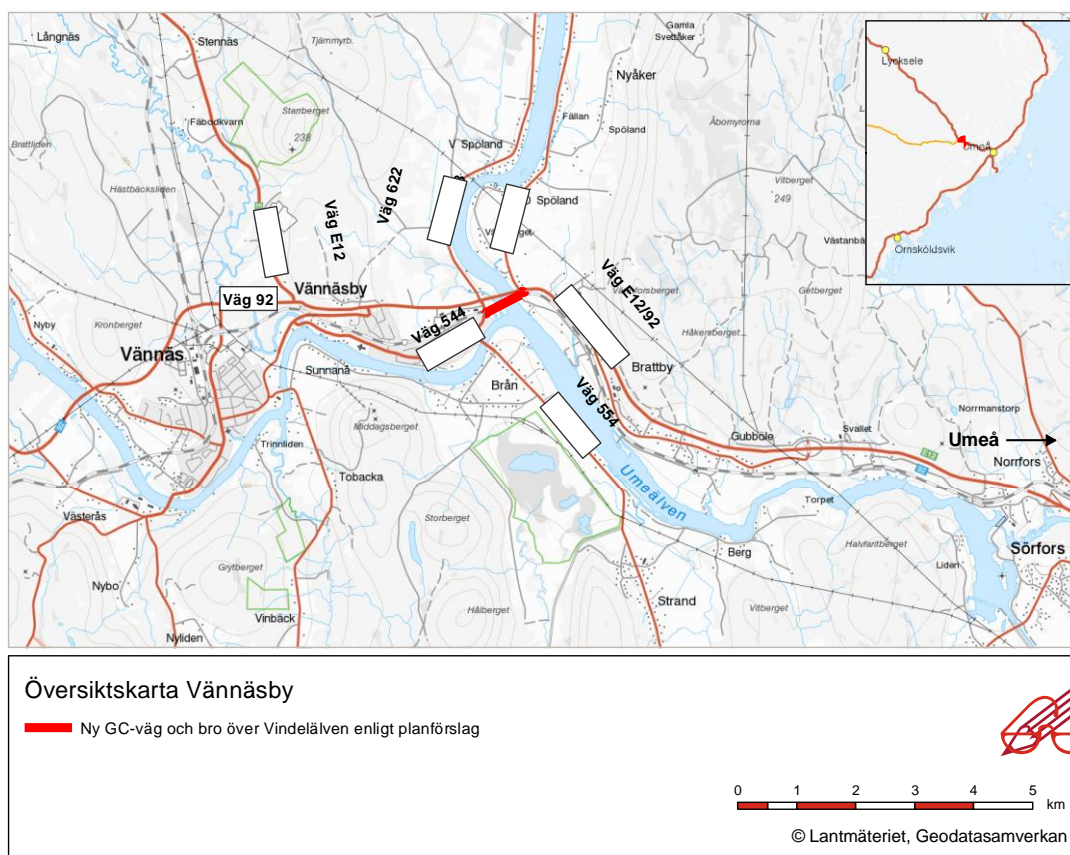 Långnäs
Stennäs
Tjämmyrb.
Gamla
Svettåker
Nyåker
Lycksele
Umeå
Örnsköldsvik
Fäbodkvarn
Stanberget
238
Brattliden
Hästbäcksliden
V Spöland
Fällan
Spöland
Åbomyroma
Vitberget
249
Västanbä
Väg 622
Väg E12
Spöland
Väg 92
Vännäsby
Väg 544
Väg E12/92
Getberget
Håkersberget
Nyby
Kronberget
Vännäs
Sunnanå
Brån
Brattby
Väg 554
Middagsberget
Norrmanstorp
Svallet
Gubböle
Umeå
Norrfors
E12
92
92
Trinnliden
Tobacka
Umeälven
Storberget
Torpet
Västerås
Berg
Halvfaritberget
Sörfors
Liden
Grytberget
Nybo
Vinbäck
Hålberget
Strand
Vitberget
Nyliden
Översiktskarta Vännäsby
Ny GC-väg och bro över Vindelälven enligt planförslag
0 1 2 3 4 5
km
© Lantmäteriet, Geodatasamverkan